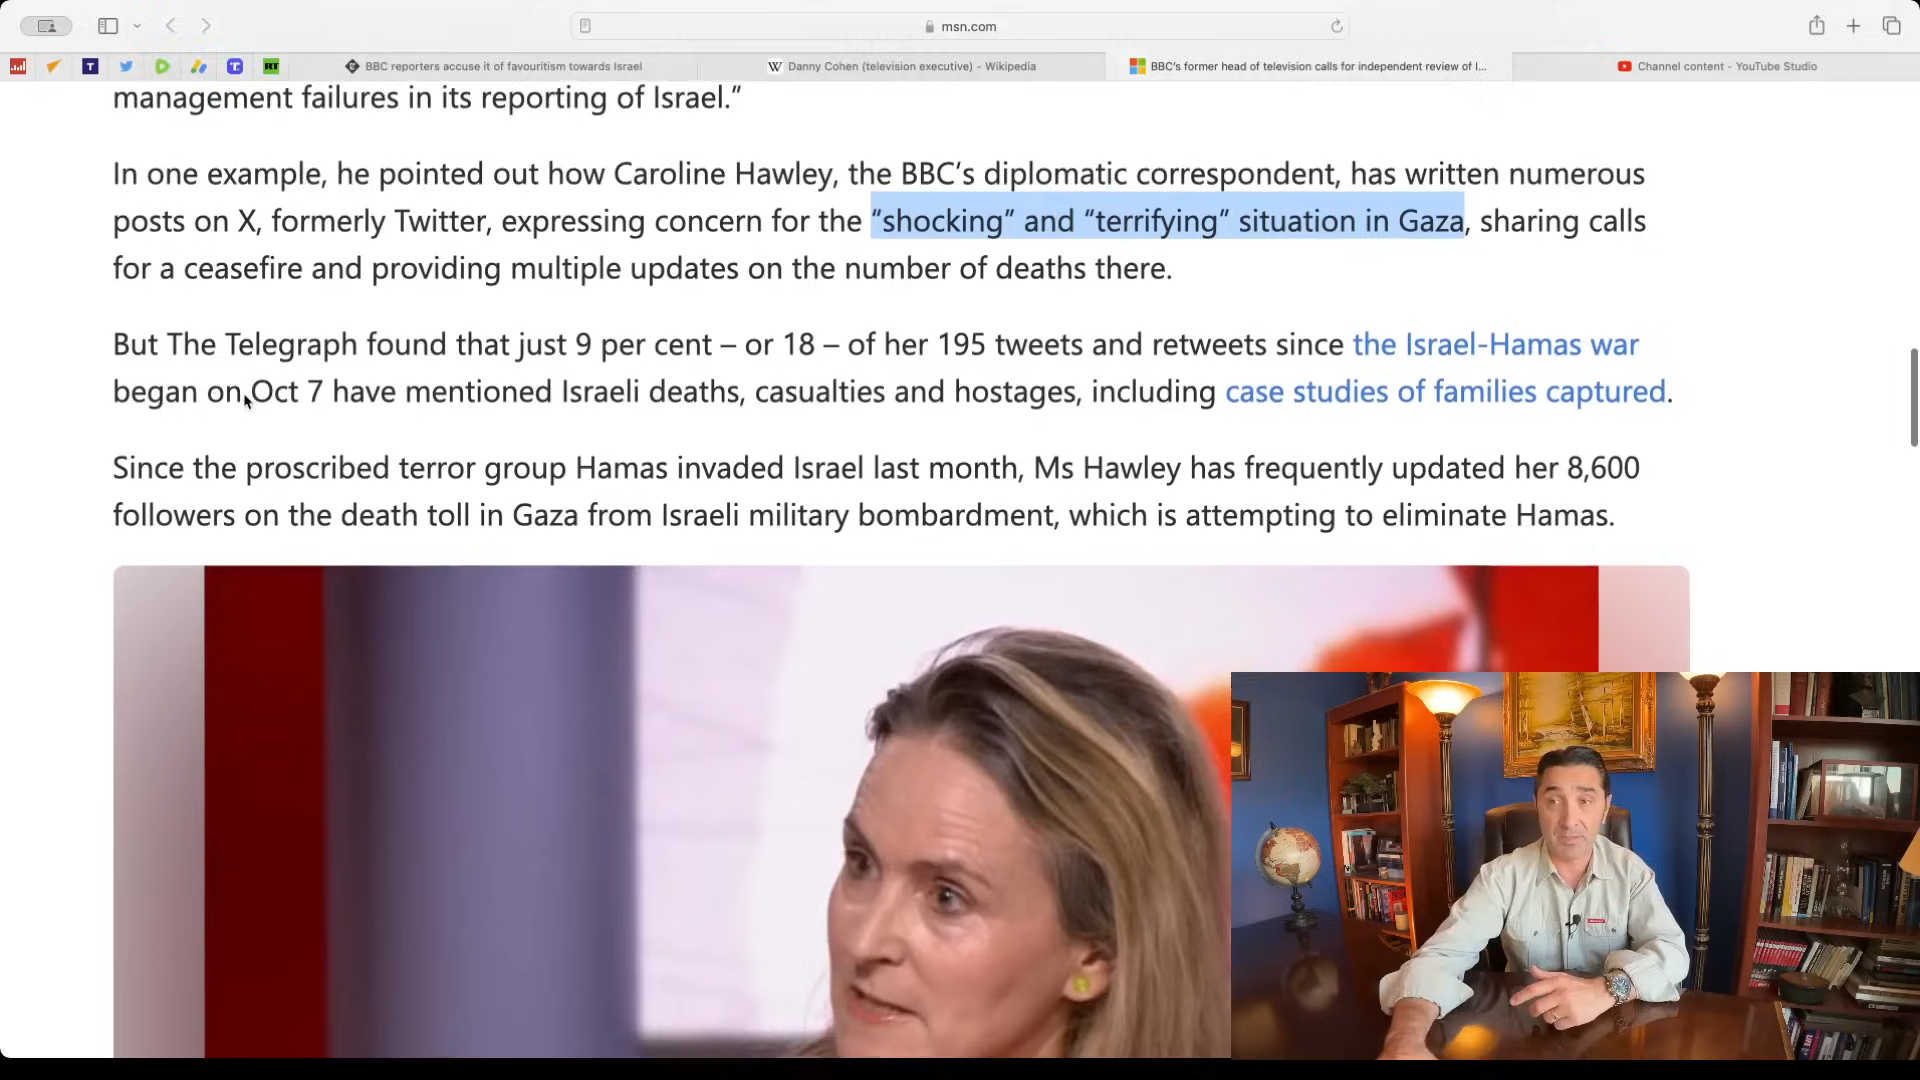 msn.com
BBC reporters accuse it of favouritism towards Israel
W Danny Cohen (television executive) - Wikipedia
BBC's former head of television calls for independent review of I...
Channel content - YouTube Studio
T
RT
management failures in its reporting of Israel.”
In one example, he pointed out how Caroline Hawley, the BBC’s diplomatic correspondent, has written numerous
posts on X, formerly Twitter, expressing concern for the “shocking” and “terrifying” situation in Gaza, sharing calls
for a ceasefire and providing multiple updates on the number of deaths there.
But The Telegraph found that just 9 per cent – or 18 – of her 195 tweets and retweets since the Israel-Hamas war
began on Oct 7 have mentioned Israeli deaths, casualties and hostages, including case studies of families captured.
Since the proscribed terror group Hamas invaded Israel last month, Ms Hawley has frequently updated her 8,600
followers on the death toll in Gaza from Israeli military bombardment, which is attempting to eliminate Hamas.